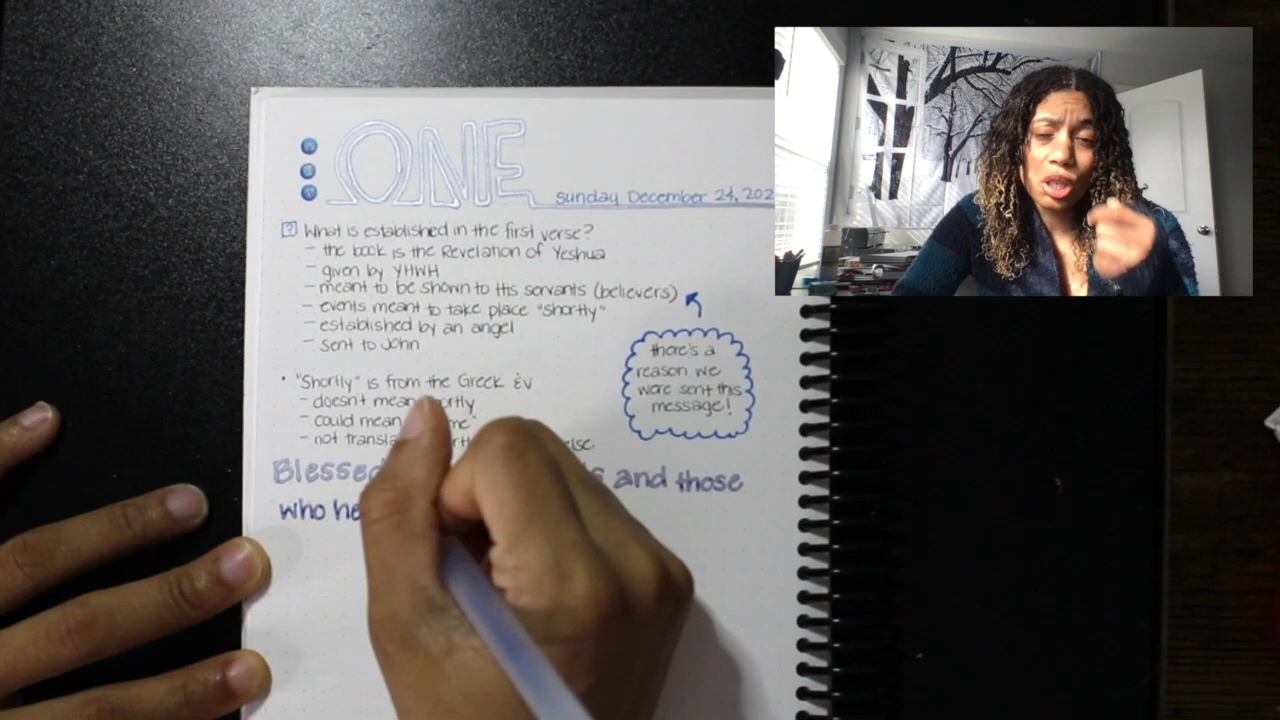 ONE
Sunday December 24, 202
? What is established in the first verse?
- the book is the Revelation of Yeshua
- given by YHWH
- meant to be shown to His servants (believers)
- events meant to take place "shortly"
- established by an angel
- sent to John
there's a
reason we
were sent this
message!
• "Shortly" is from the Greek ἐν
- doesn't mean shortly
- could mean
- not else
Blessed and those
who he